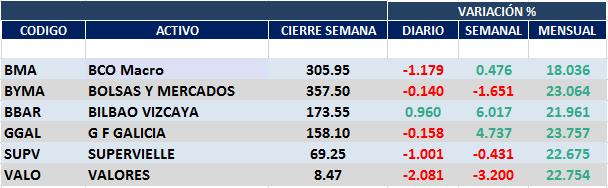 VARIACIÓN %
CODIGO ACTIVO CIERRE SEMANA DIARIO SEMANAL MENSUAL
BMA BCO Macro 305.95 -1.179 0.476 18.036
BYMA BOLSAS Y MERCADOS 357.50 -0.140 -1.651 23.064
BBAR BILBAO VIZCAYA 173.55 0.960 6.017 21.961
GGAL G F GALICIA 158.10 -0.158 4.737 23.757
SUPV SUPERVIELLE 69.25 -1.001 -0.431 22.675
VALO VALORES 8.47 -2.081 -3.200 22.754